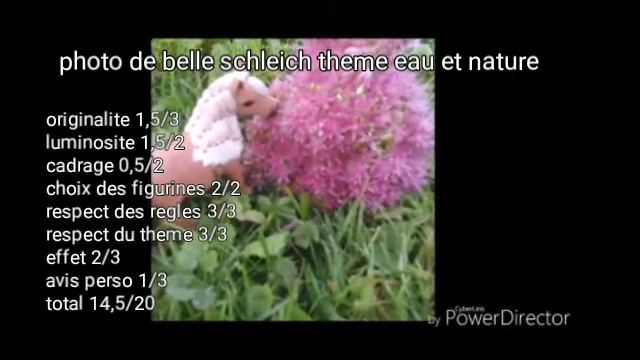 photo de belle schleich theme eau et nature
originalite 1,5/3
luminosite 1,5/2
cadrage 0,5/2
choix des figurines 2/2
respect des regles 3/3
respect du theme 3/3
effet 2/3
avis perso 1/3
total 14,5/20
by CyberLink PowerDirector